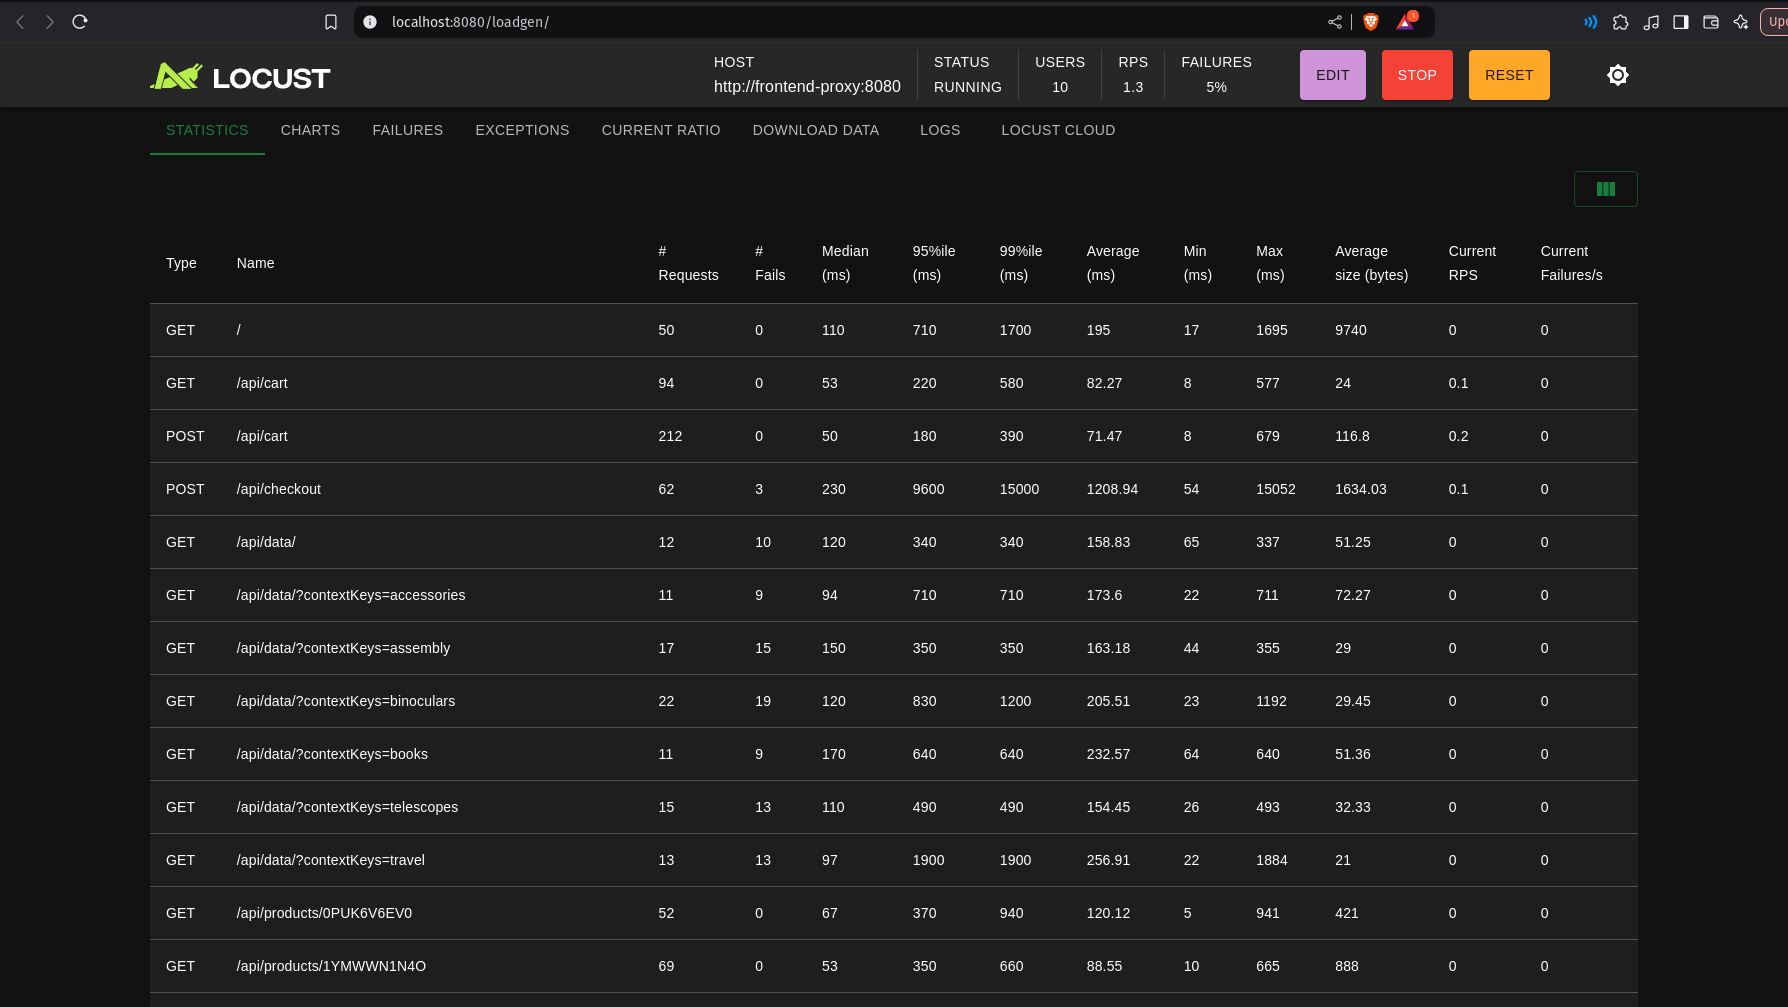 localhost:8080/loadgen/
1
LOCUST
HOST
http://frontend-proxy:8080
STATUS
RUNNING
USERS
10
RPS
1.3
FAILURES
5%
EDIT
STOP
RESET
STATISTICS CHARTS FAILURES EXCEPTIONS CURRENT RATIO DOWNLOAD DATA LOGS LOCUST CLOUD
Type Name # Requests # Fails Median (ms) 95%ile (ms) 99%ile (ms) Average (ms) Min (ms) Max (ms) Average size (bytes) Current RPS Current Failures/s
GET / 50 0 110 710 1700 195 17 1695 9740 0 0
GET /api/cart 94 0 53 220 580 82.27 8 577 24 0.1 0
POST /api/cart 212 0 50 180 390 71.47 8 679 116.8 0.2 0
POST /api/checkout 62 3 230 9600 15000 1208.94 54 15052 1634.03 0.1 0
GET /api/data/ 12 10 120 340 340 158.83 65 337 51.25 0 0
GET /api/data/?contextKeys=accessories 11 9 94 710 710 173.6 22 711 72.27 0 0
GET /api/data/?contextKeys=assembly 17 15 150 350 350 163.18 44 355 29 0 0
GET /api/data/?contextKeys=binoculars 22 19 120 830 1200 205.51 23 1192 29.45 0 0
GET /api/data/?contextKeys=books 11 9 170 640 640 232.57 64 640 51.36 0 0
GET /api/data/?contextKeys=telescopes 15 13 110 490 490 154.45 26 493 32.33 0 0
GET /api/data/?contextKeys=travel 13 13 97 1900 1900 256.91 22 1884 21 0 0
GET /api/products/0PUK6V6EV0 52 0 67 370 940 120.12 5 941 421 0 0
GET /api/products/1YMWWN1N4O 69 0 53 350 660 88.55 10 665 888 0 0